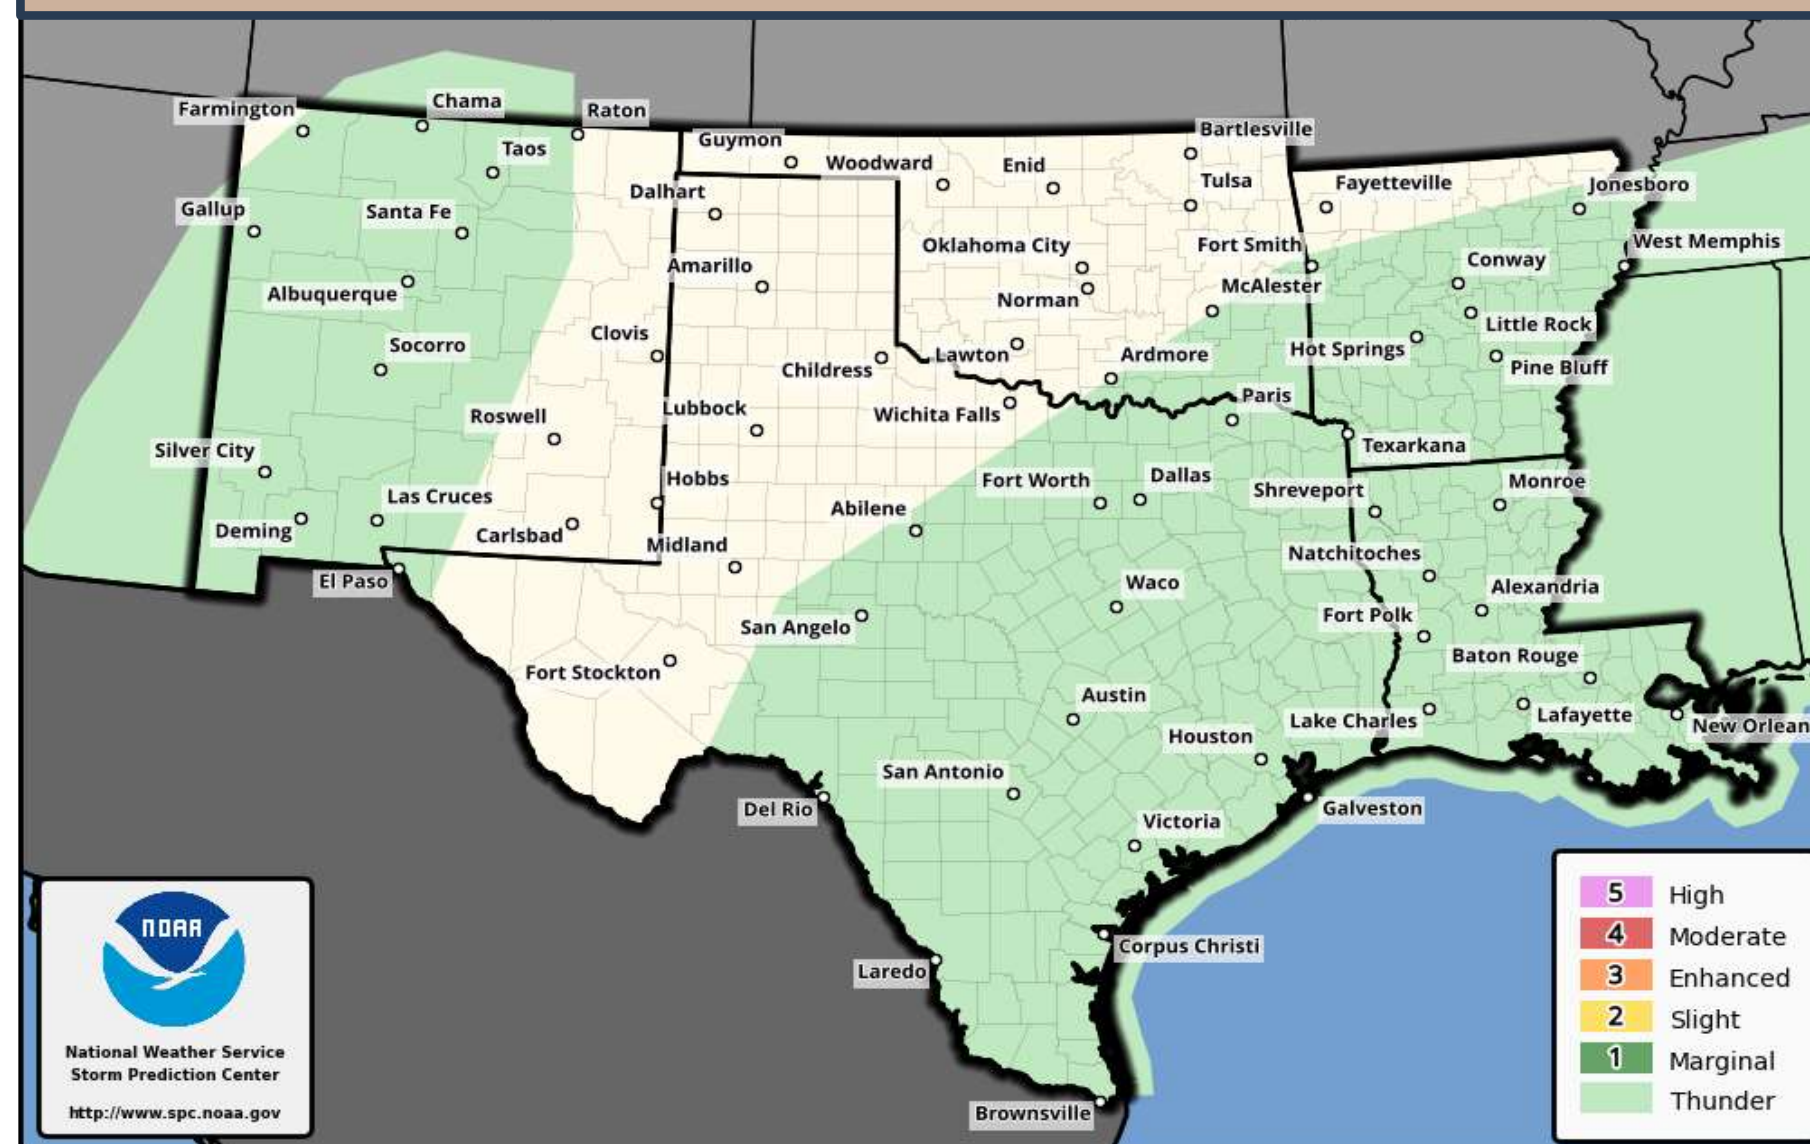 Farmington
Chama
Raton
Taos
Guymon
Woodward
Enid
Bartlesville
Tulsa
Fayetteville
Jonesboro
Dalhart
Gallup
Santa Fe
Oklahoma City
Fort Smith
West Memphis
Conway
Amarillo
Albuquerque
Norman
McAlester
Little Rock
Socorro
Clovis
Childress
Lawton
Ardmore
Hot Springs
Pine Bluff
Roswell
Lubbock
Wichita Falls
Paris
Texarkana
Silver City
Hobbs
Fort Worth
Dallas
Shreveport
Monroe
Las Cruces
Deming
Carlsbad
Midland
Abilene
Natchitoches
El Paso
Waco
Alexandria
San Angelo
Fort Polk
Fort Stockton
Baton Rouge
Austin
Lake Charles
Lafayette
New Orlean
Houston
San Antonio
Del Rio
Galveston
Victoria
Corpus Christi
Laredo
Brownsville
NOAA
National Weather Service
Storm Prediction Center
http://www.spc.noaa.gov
5 High
4 Moderate
3 Enhanced
2 Slight
1 Marginal
Thunder